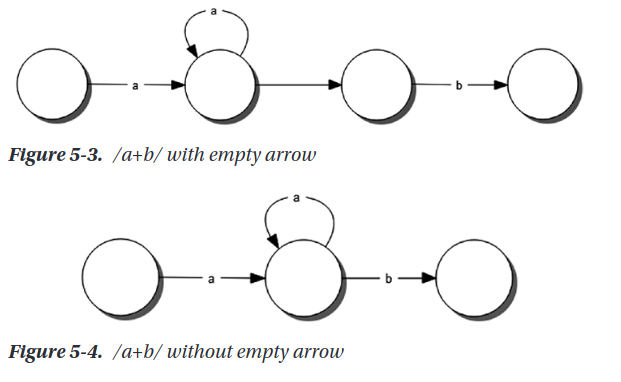 a
a
b
Figure 5-3. /a+b/ with empty arrow
a
a
b
Figure 5-4. /a+b/ without empty arrow